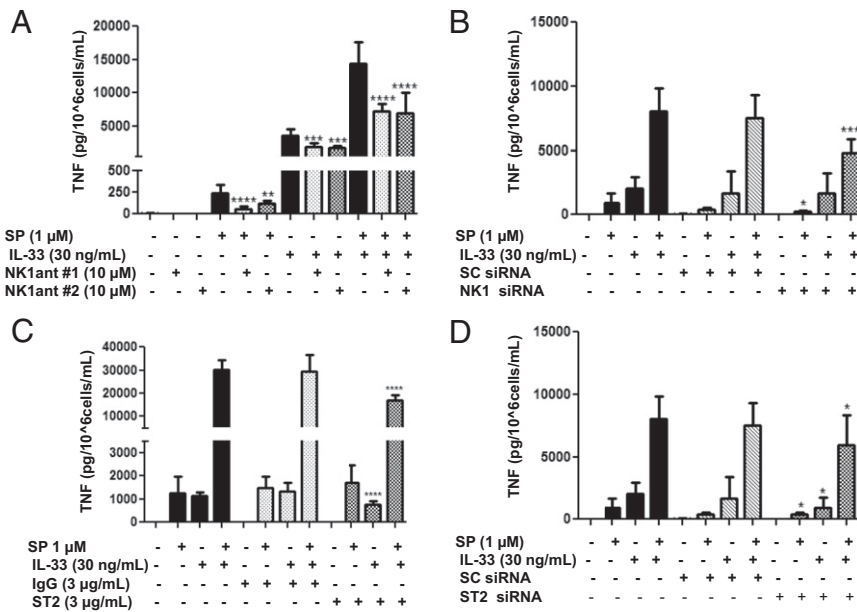 A
TNF (pg/10^6cells/mL)
20000
15000
10000
5000
500
250
0
**** ** *** *** **** ****
SP (1 µM) - - - + + + - - - + + +
IL-33 (30 ng/mL) - - - - - - + + + + + +
NK1ant #1 (10 µM) - + - - + - - + - - + -
NK1ant #2 (10 µM) - - + - - + - - + - - +
B
TNF (pg/10^6cells/mL)
15000
10000
5000
0
* ***
SP (1 µM) - + - + - + - + - + - +
IL-33 (30 ng/mL) - - + + - - + + - - + +
SC siRNA - - - - + + + + - - - -
NK1 siRNA - - - - - - - - + + + +
C
TNF (pg/10^6cells/mL)
40000
30000
20000
10000
3000
2000
1000
0
**** ****
SP 1 µM - + - + - + - + - + - +
IL-33 (30 ng/mL) - - + + - - + + - - + +
IgG (3 µg/mL) - - - - + + + + - - - -
ST2 (3 µg/mL) - - - - - - - - + + + +
D
TNF (pg/10^6cells/mL)
15000
10000
5000
0
* * *
SP (1 µM) - + - + - + - + - + - +
IL-33 (30 ng/mL) - - + + - - + + - - + +
SC siRNA - - - - + + + + - - - -
ST2 siRNA - - - - - - - - + + + +